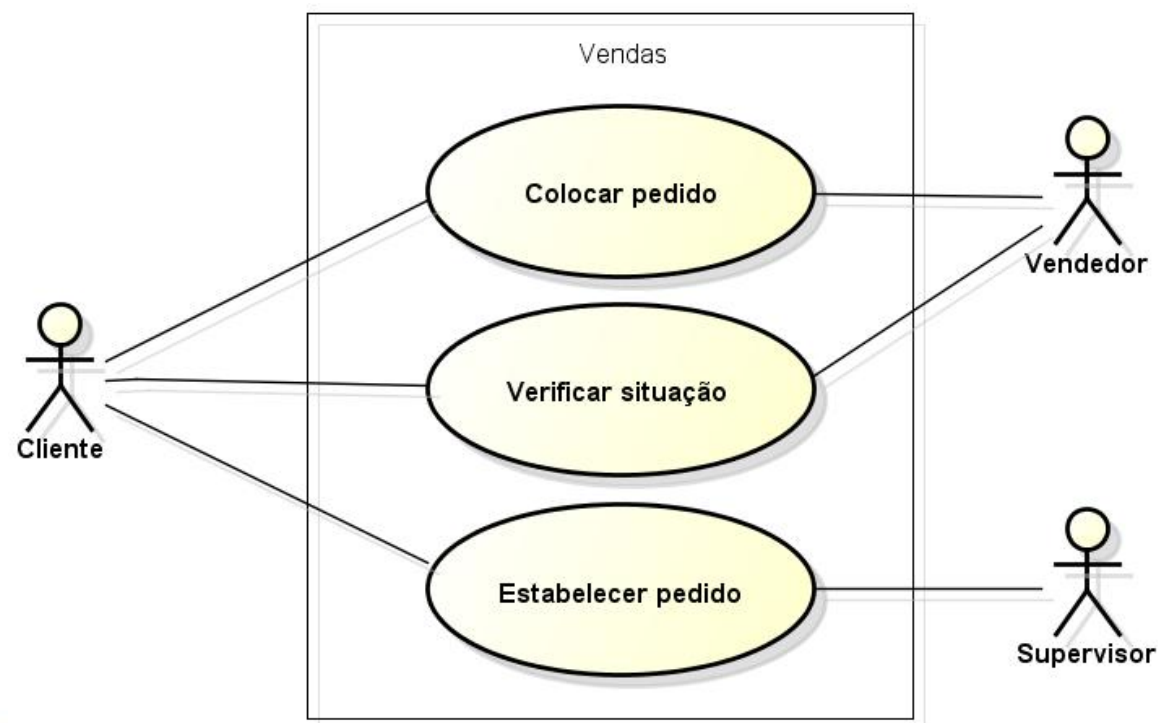 Vendas
Colocar pedido
Vendedor
Verificar situação
Cliente
Estabelecer pedido
Supervisor